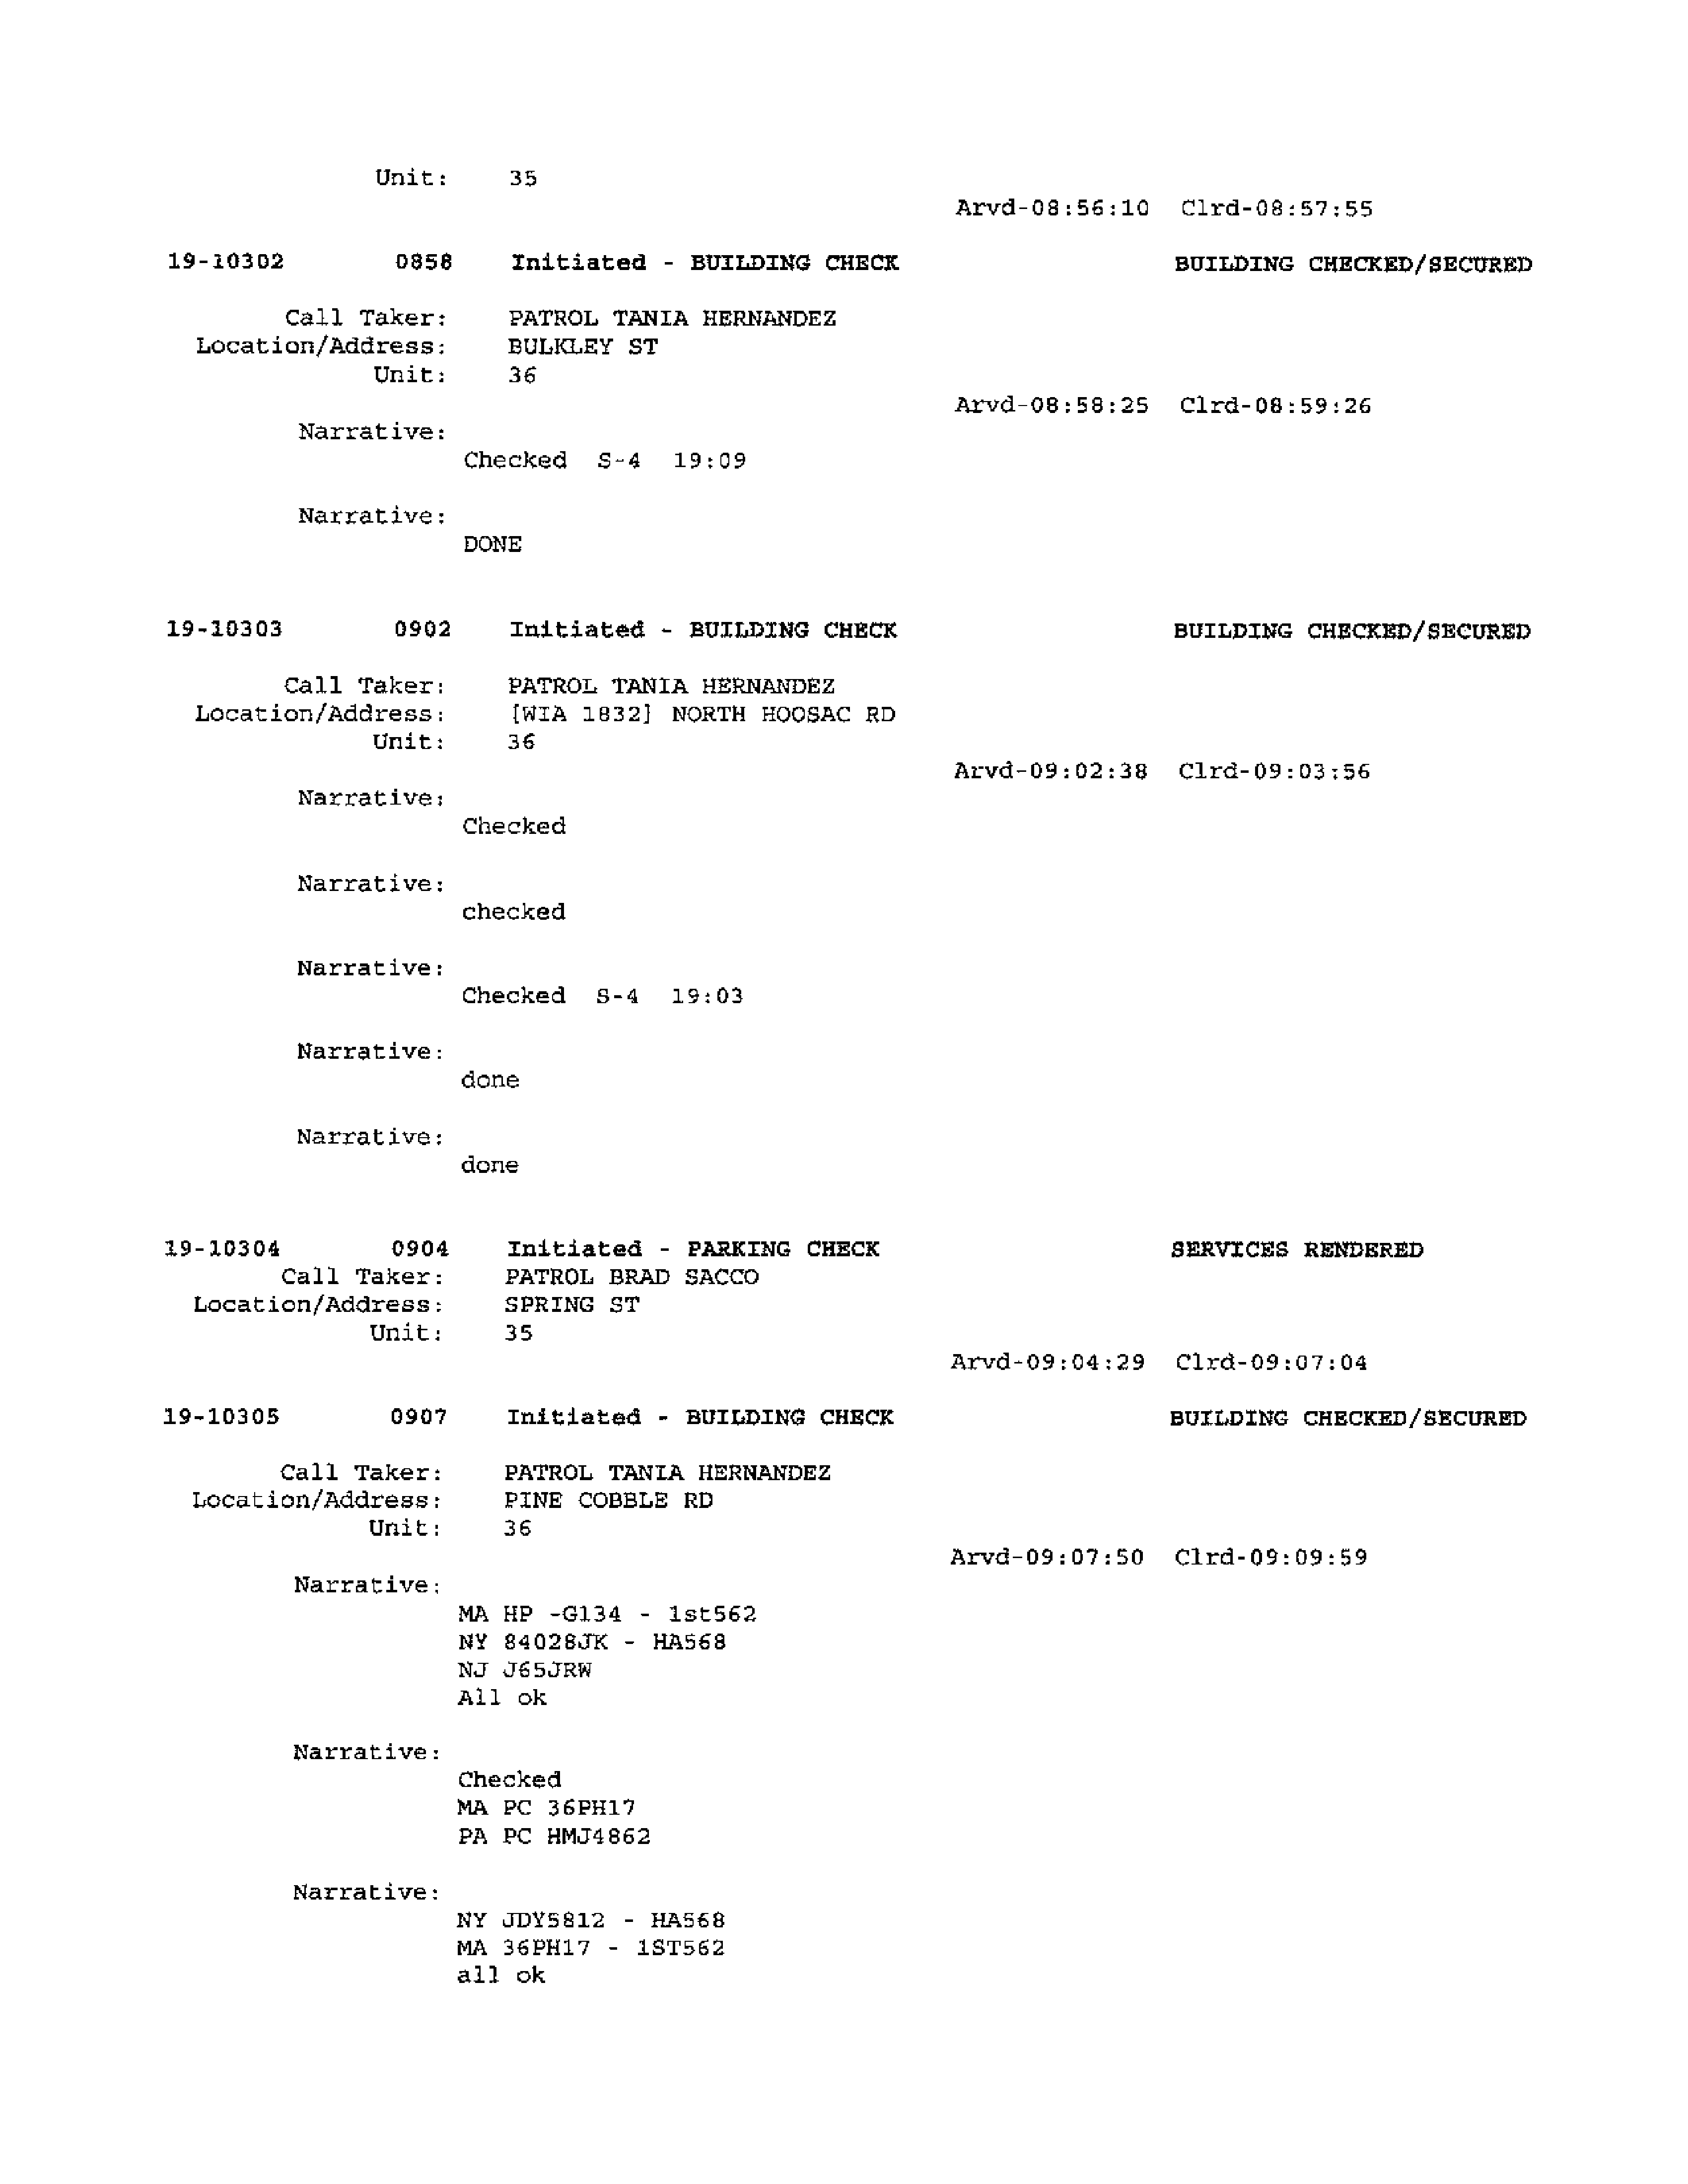 Unit: 35
Arvd-08:56:10 Clrd-08:57:55
19-10302 0858 Initiated - BUILDING CHECK BUILDING CHECKED/SECURED
Call Taker: PATROL TANIA HERNANDEZ
Location/Address: BULKLEY ST
Unit: 36
Arvd-08:58:25 Clrd-08:59:26
Narrative:
Checked S-4 19:09
Narrative:
DONE
19-10303 0902 Initiated - BUILDING CHECK BUILDING CHECKED/SECURED
Call Taker: PATROL TANIA HERNANDEZ
Location/Address: [WIA 1832] NORTH HOOSAC RD
Unit: 36
Arvd-09:02:38 Clrd-09:03:56
Narrative:
Checked
Narrative:
checked
Narrative:
Checked S-4 19:03
Narrative:
done
Narrative:
done
19-10304 0904 Initiated - PARKING CHECK SERVICES RENDERED
Call Taker: PATROL BRAD SACCO
Location/Address: SPRING ST
Unit: 35
Arvd-09:04:29 Clrd-09:07:04
19-10305 0907 Initiated - BUILDING CHECK BUILDING CHECKED/SECURED
Call Taker: PATROL TANIA HERNANDEZ
Location/Address: PINE COBBLE RD
Unit: 36
Arvd-09:07:50 Clrd-09:09:59
Narrative:
MA HP -G134 - 1st562
NY 84028JK - HA568
NJ J65JRW
All ok
Narrative:
Checked
MA PC 36PH17
PA PC HMJ4862
Narrative:
NY JDY5812 - HA568
MA 36PH17 - 1ST562
all ok